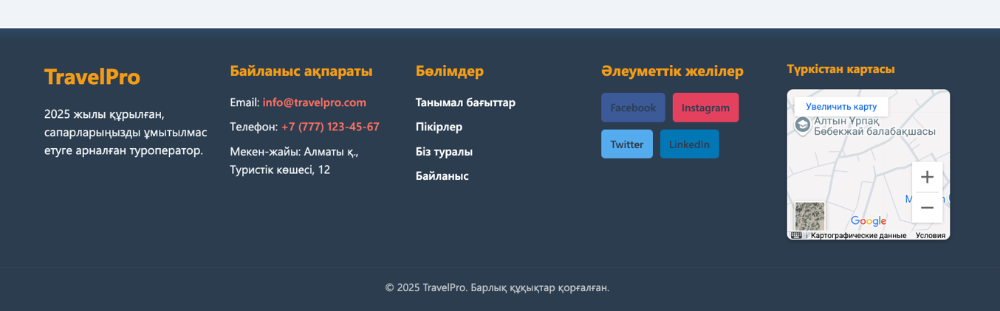 TravelPro
2025 жылы құрылған,
сапарларыңызды ұмытылмас
етуге арналған туроператор.
Байланыс ақпараты
Email: info@travelpro.com
Телефон: +7 (777) 123-45-67
Мекен-жайы: Алматы қ.,
Туристік көшесі, 12
Бөлімдер
Танымал бағыттар
Пікірлер
Біз туралы
Байланыс
Әлеуметтік желілер
Facebook
Instagram
Twitter
LinkedIn
Түркістан картасы
Увеличить карту
Алтын Ұрпақ
Бөбекжай балабақшасы
Google
Картографические данные
Условия
© 2025 TravelPro. Барлық құқықтар қорғалған.